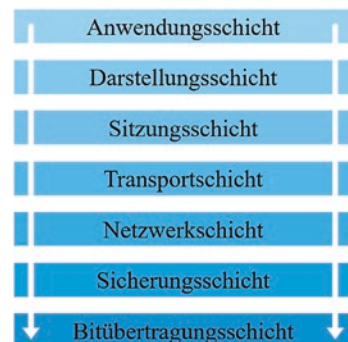 Anwendungsschicht
Darstellungsschicht
Sitzungsschicht
Transportschicht
Netzwerkschicht
Sicherungsschicht
Bitübertragungsschicht